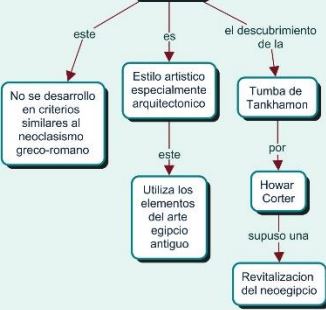 este
es
el descubrimiento
de la
No se desarrollo
en criterios
similares al
neoclasismo
greco-romano
Estilo artistico
especialmente
arquitectonico
Tumba de
Tankhamon
este
por
Utiliza los
elementos
del arte
egipcio
antiguo
Howar
Corter
supuso una
Revitalizacion
del neoegipcio